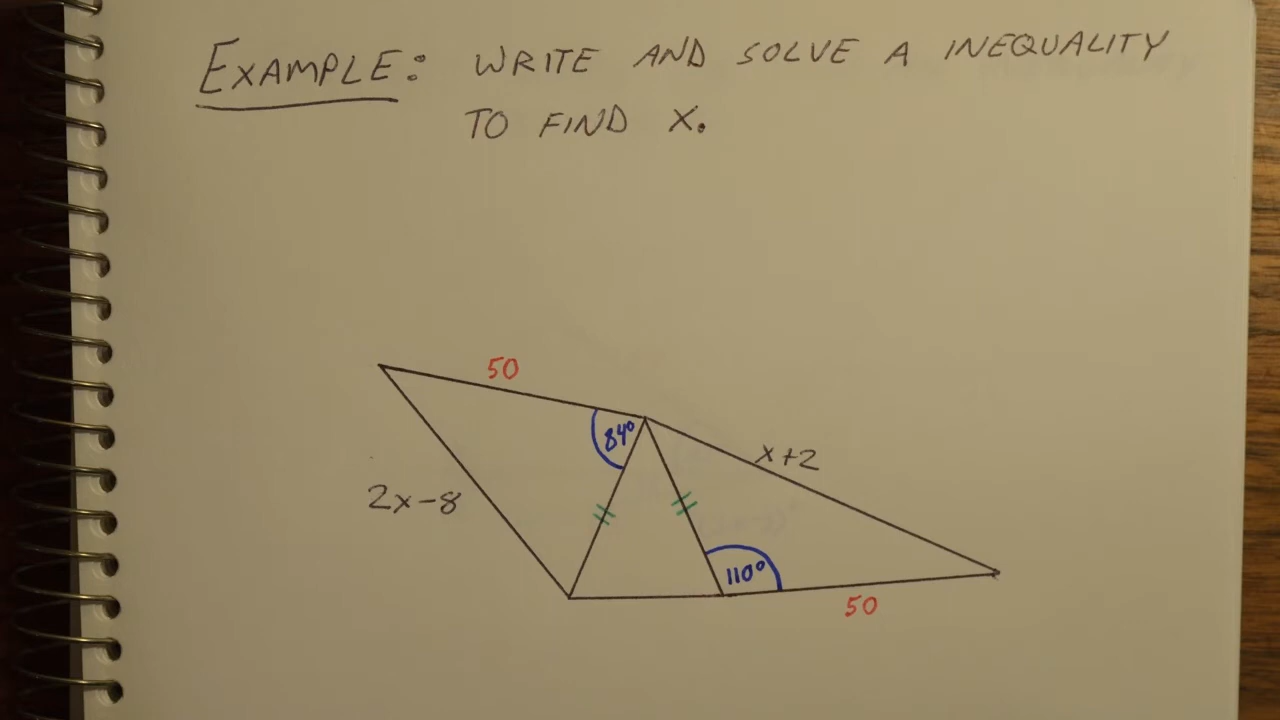 EXAMPLE: WRITE AND SOLVE A INEQUALITY
TO FIND X.
50
84°
x+2
2x-8
110°
50